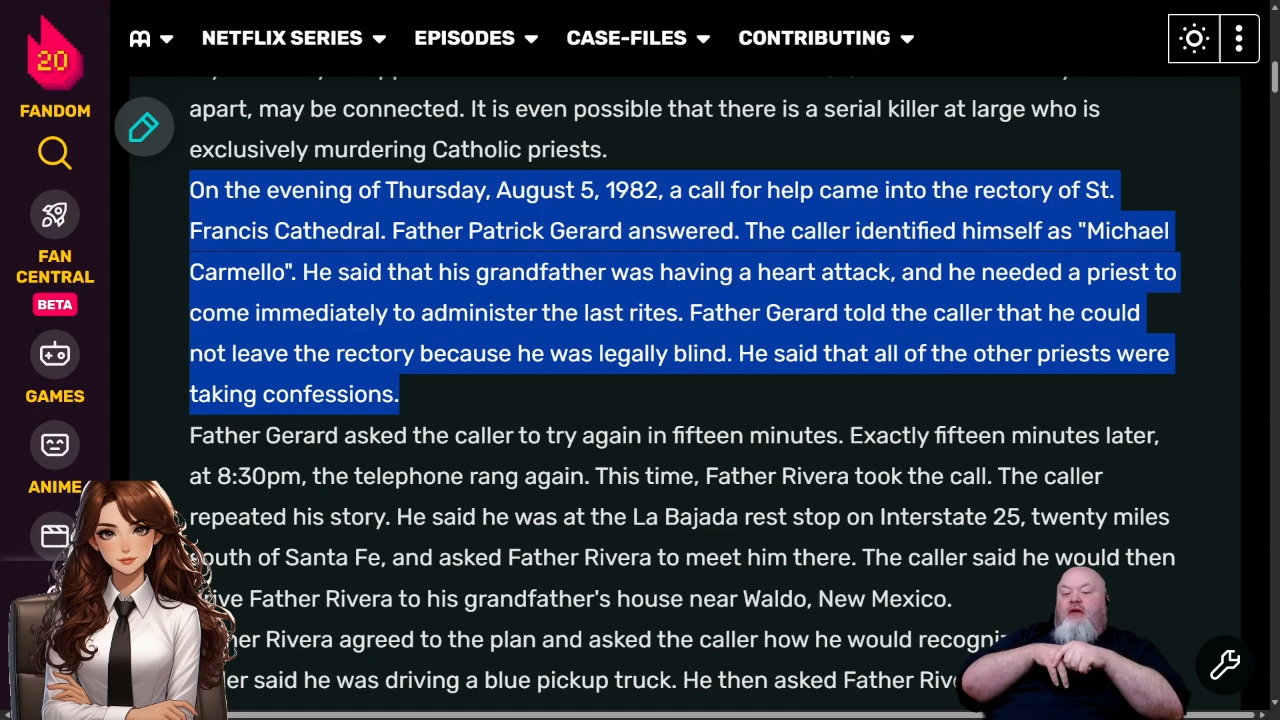 20
FANDOM
FAN
CENTRAL
BETA
GAMES
ANIME
NETFLIX SERIES
EPISODES
CASE-FILES
CONTRIBUTING
apart, may be connected. It is even possible that there is a serial killer at large who is
exclusively murdering Catholic priests.
On the evening of Thursday, August 5, 1982, a call for help came into the rectory of St.
Francis Cathedral. Father Patrick Gerard answered. The caller identified himself as "Michael
Carmello". He said that his grandfather was having a heart attack, and he needed a priest to
come immediately to administer the last rites. Father Gerard told the caller that he could
not leave the rectory because he was legally blind. He said that all of the other priests were
taking confessions.
Father Gerard asked the caller to try again in fifteen minutes. Exactly fifteen minutes later,
at 8:30pm, the telephone rang again. This time, Father Rivera took the call. The caller
repeated his story. He said he was at the La Bajada rest stop on Interstate 25, twenty miles
south of Santa Fe, and asked Father Rivera to meet him there. The caller said he would then
Father Rivera to his grandfather's house near Waldo, New Mexico.
Rivera agreed to the plan and asked the caller how he would
said he was driving a blue pickup truck. He then asked Father